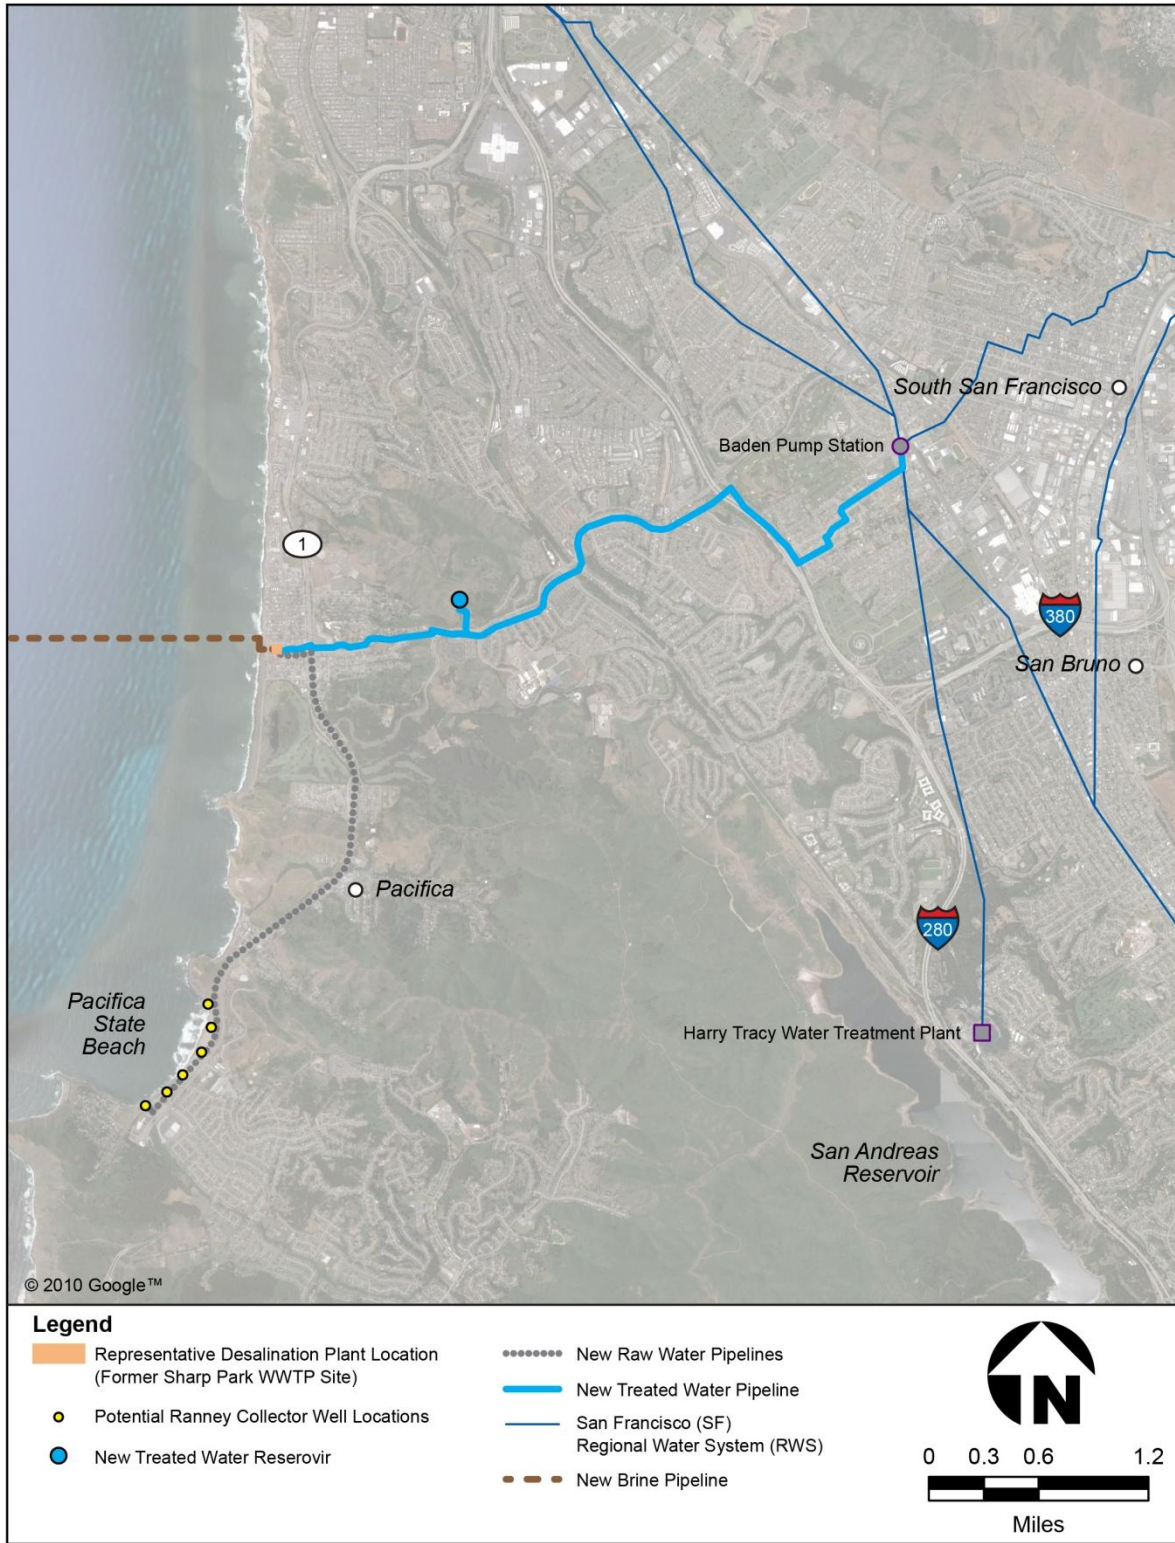 South San Francisco
Baden Pump Station
1
380
San Bruno
Pacifica
280
Pacifica
State
Beach
Harry Tracy Water Treatment Plant
San Andreas
Reservoir
© 2010 Google™
Legend
Representative Desalination Plant Location
(Former Sharp Park WWTP Site)
Potential Ranney Collector Well Locations
New Treated Water Reservoir
New Brine Pipeline
New Raw Water Pipelines
New Treated Water Pipeline
San Francisco (SF)
Regional Water System (RWS)
N
0 0.3 0.6 1.2
Miles